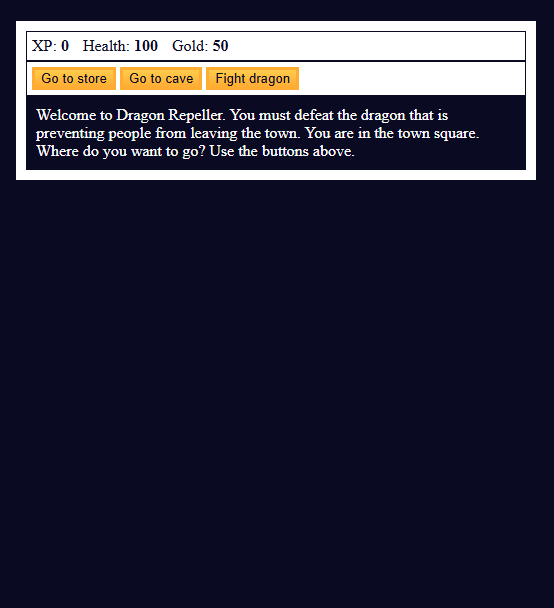 XP: 0 Health: 100 Gold: 50
Go to store Go to cave Fight dragon
Welcome to Dragon Repeller. You must defeat the dragon that is
preventing people from leaving the town. You are in the town square.
Where do you want to go? Use the buttons above.